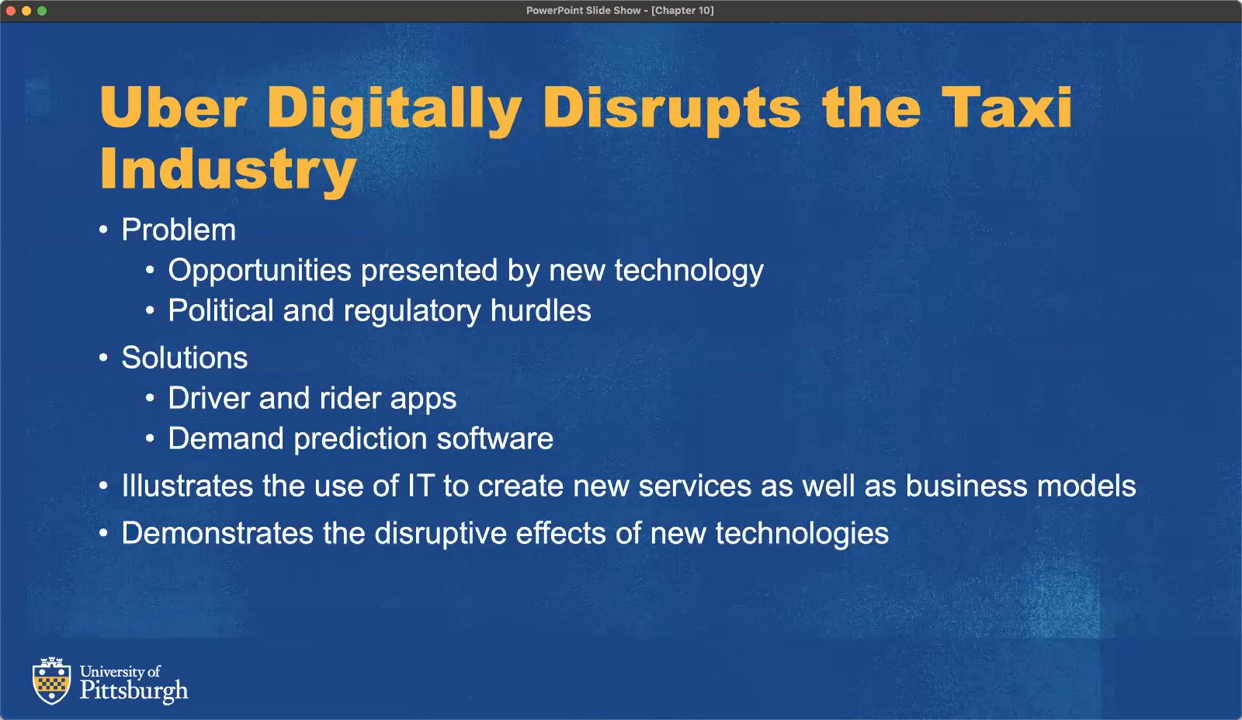 PowerPoint Slide Show - [Chapter 10]
Uber Digitally Disrupts the Taxi
Industry
• Problem
• Opportunities presented by new technology
• Political and regulatory hurdles
• Solutions
• Driver and rider apps
• Demand prediction software
• Illustrates the use of IT to create new services as well as business models
• Demonstrates the disruptive effects of new technologies
University of
Pittsburgh